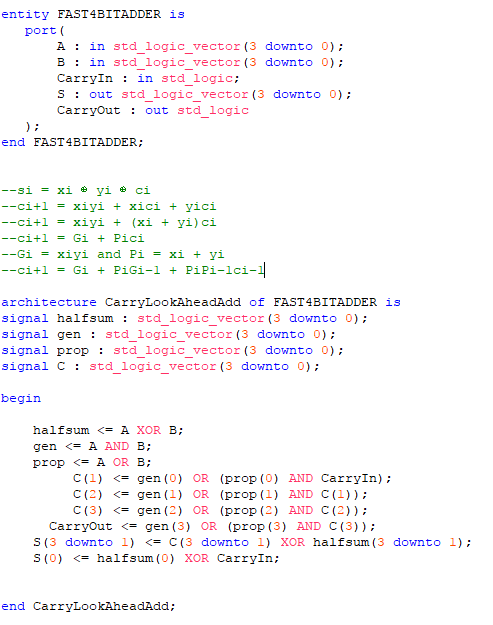 entity FAST4BITADDER is
port(
A : in std_logic_vector(3 downto 0);
B : in std_logic_vector(3 downto 0);
CarryIn : in std_logic;
S : out std_logic_vector(3 downto 0);
CarryOut : out std_logic
);
end FAST4BITADDER;
--si = xi ⊕ yi ⊕ ci
--ci+1 = xiyi + xici + yici
--ci+1 = xiyi + (xi + yi)ci
--ci+1 = Gi + Pici
--Gi = xiyi and Pi = xi + yi
--ci+1 = Gi + PiGi-1 + PiPi-1ci-1
architecture CarryLookAheadAdd of FAST4BITADDER is
signal halfsum : std_logic_vector(3 downto 0);
signal gen : std_logic_vector(3 downto 0);
signal prop : std_logic_vector(3 downto 0);
signal C : std_logic_vector(3 downto 0);
begin
halfsum <= A XOR B;
gen <= A AND B;
prop <= A OR B;
C(1) <= gen(0) OR (prop(0) AND CarryIn);
C(2) <= gen(1) OR (prop(1) AND C(1));
C(3) <= gen(2) OR (prop(2) AND C(2));
CarryOut <= gen(3) OR (prop(3) AND C(3));
S(3 downto 1) <= C(3 downto 1) XOR halfsum(3 downto 1);
S(0) <= halfsum(0) XOR CarryIn;
end CarryLookAheadAdd;